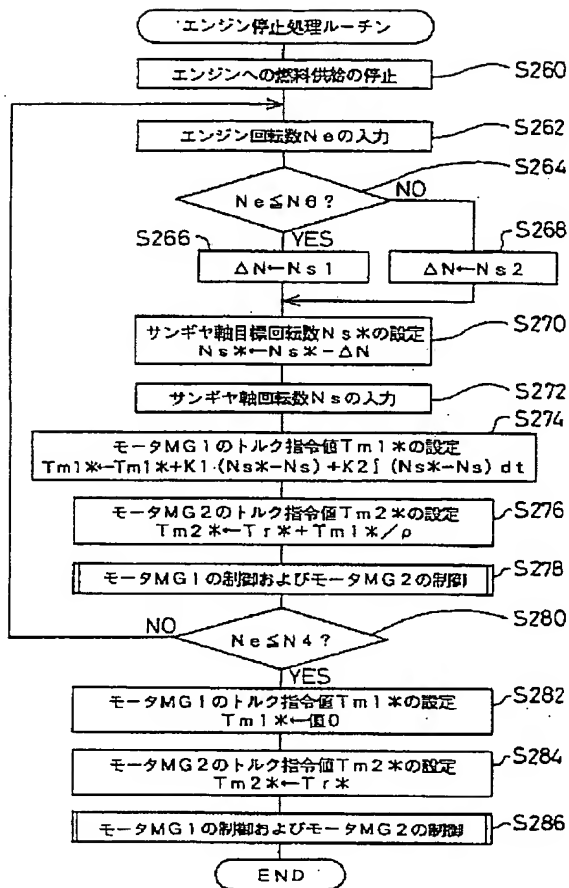 エンジン停止処理ルーチン
エンジンへの燃料供給の停止
S260
エンジン回転数Neの入力
S262
S264
Ne≦N6?
NO
YES
S266
S268
ΔN←Ns1
ΔN←Ns2
サンギヤ軸目標回転数Ns*の設定
Ns*←Ns*-ΔN
S270
サンギヤ軸回転数Nsの入力
S272
S274
モータMG1のトルク指令値Tm1*の設定
Tm1*←Tm1*+K1・(Ns*-Ns)+K2∫(Ns*-Ns)dt
モータMG2のトルク指令値Tm2*の設定
Tm2*←Tr*+Tm1*/ρ
S276
モータMG1の制御およびモータMG2の制御
S278
S280
NO
Ne≦N4?
YES
モータMG1のトルク指令値Tm1*の設定
Tm1*←値0
S282
モータMG2のトルク指令値Tm2*の設定
Tm2*←Tr*
S284
モータMG1の制御およびモータMG2の制御
S286
END